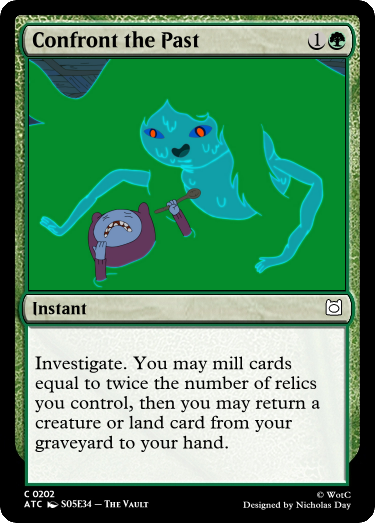 Confront the Past 1
Instant
Investigate. You may mill cards
equal to twice the number of relics
you control, then you may return a
creature or land card from your
graveyard to your hand.
C 0202
© WotC
ATC S05E34 — The Vault
Designed by Nicholas Day